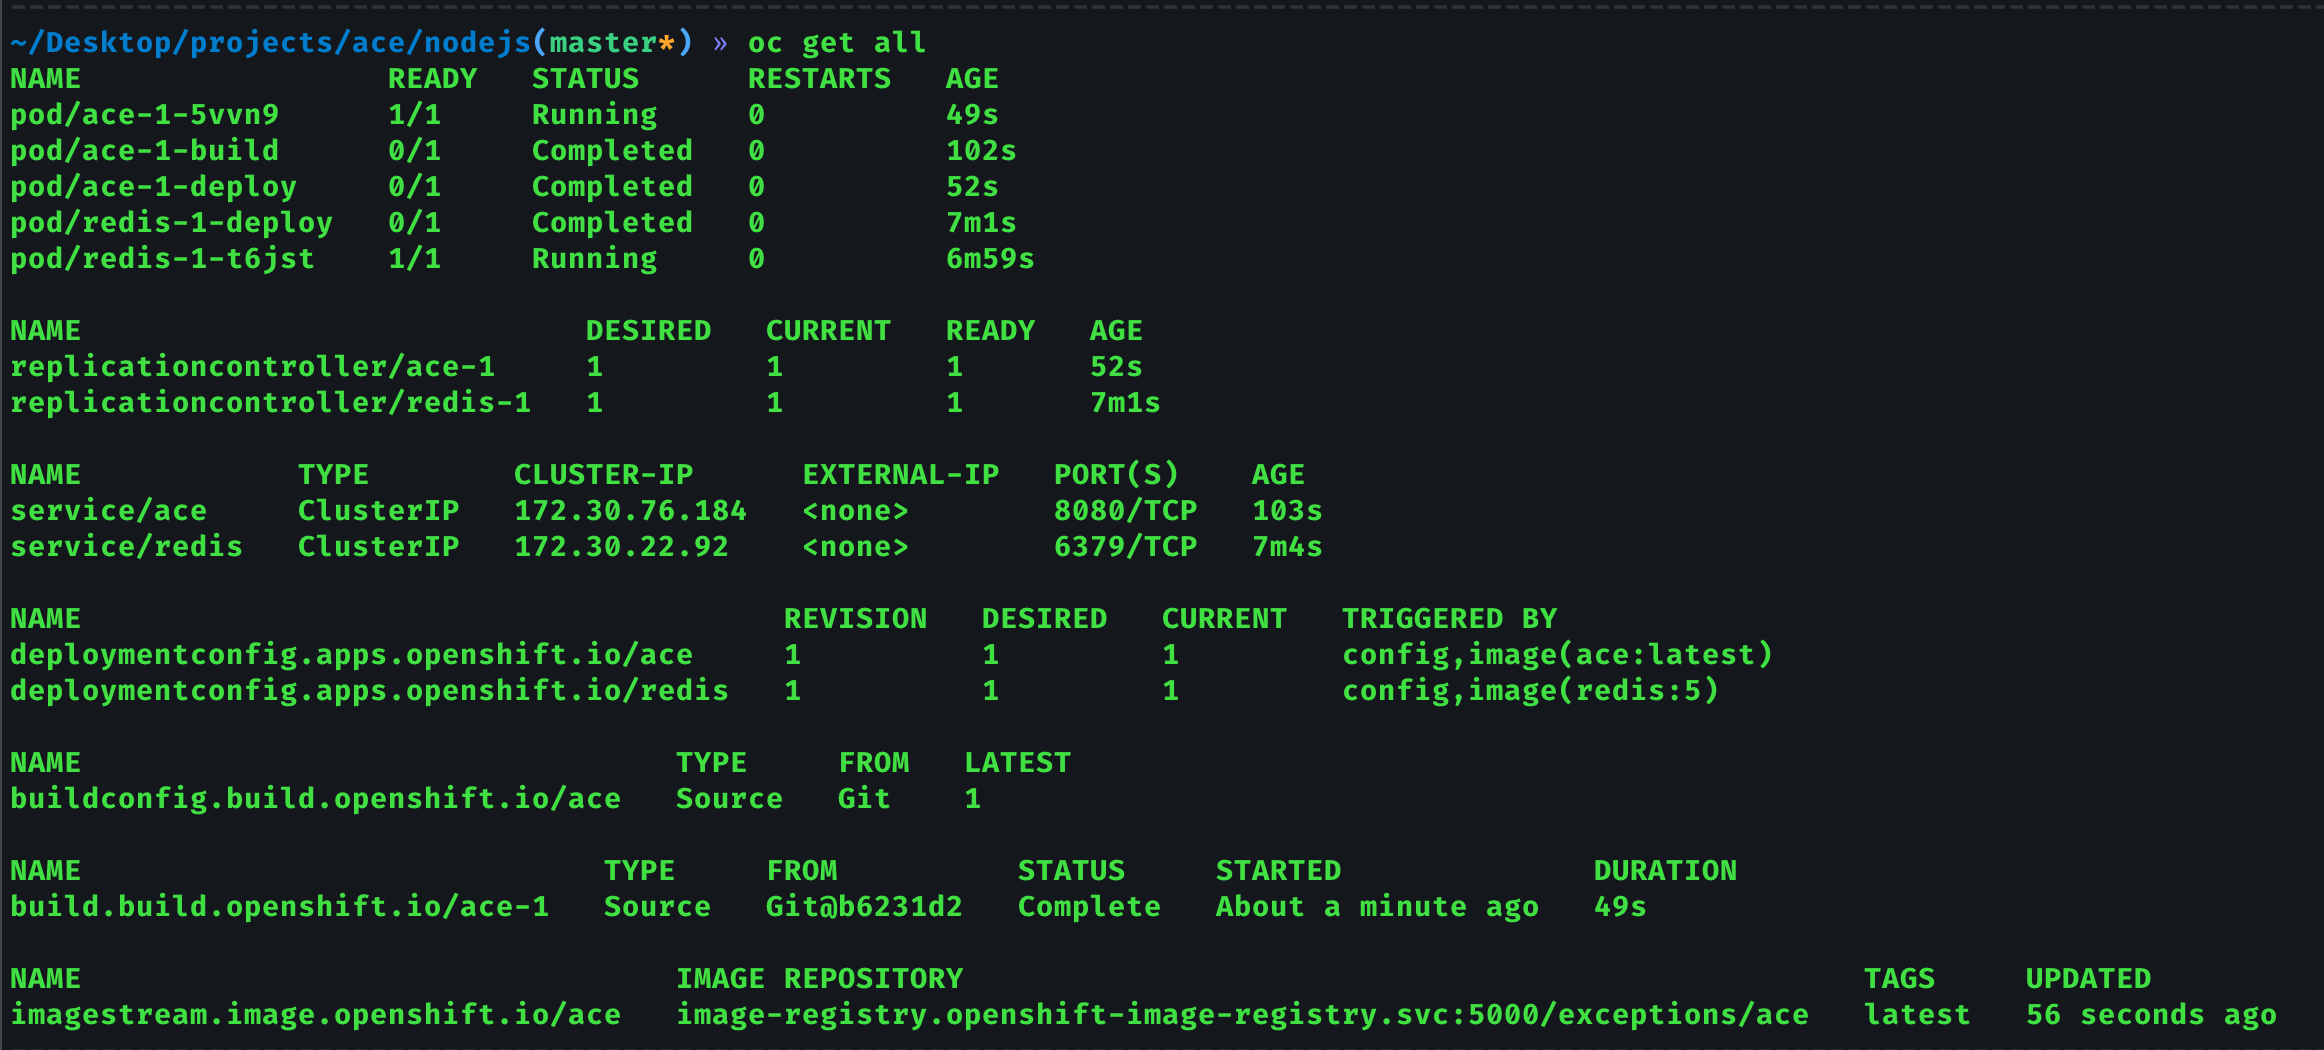 ~/Desktop/projects/ace/nodejs(master*) » oc get all
NAME                 READY   STATUS      RESTARTS   AGE
pod/ace-1-5vvn9      1/1     Running     0          49s
pod/ace-1-build      0/1     Completed   0          102s
pod/ace-1-deploy     0/1     Completed   0          52s
pod/redis-1-deploy   0/1     Completed   0          7m1s
pod/redis-1-t6jst    1/1     Running     0          6m59s

NAME                            DESIRED   CURRENT   READY   AGE
replicationcontroller/ace-1     1         1         1       52s
replicationcontroller/redis-1   1         1         1       7m1s

NAME            TYPE        CLUSTER-IP      EXTERNAL-IP   PORT(S)    AGE
service/ace     ClusterIP   172.30.76.184   <none>        8080/TCP   103s
service/redis   ClusterIP   172.30.22.92    <none>        6379/TCP   7m4s

NAME                                       REVISION   DESIRED   CURRENT   TRIGGERED BY
deploymentconfig.apps.openshift.io/ace     1          1         1         config,image(ace:latest)
deploymentconfig.apps.openshift.io/redis   1          1         1         config,image(redis:5)

NAME                                 TYPE     FROM   LATEST
buildconfig.build.openshift.io/ace   Source   Git    1

NAME                             TYPE     FROM          STATUS     STARTED              DURATION
build.build.openshift.io/ace-1   Source   Git@b6231d2   Complete   About a minute ago   49s

NAME                                 IMAGE REPOSITORY                                                  TAGS     UPDATED
imagestream.image.openshift.io/ace   image-registry.openshift-image-registry.svc:5000/exceptions/ace   latest   56 seconds ago